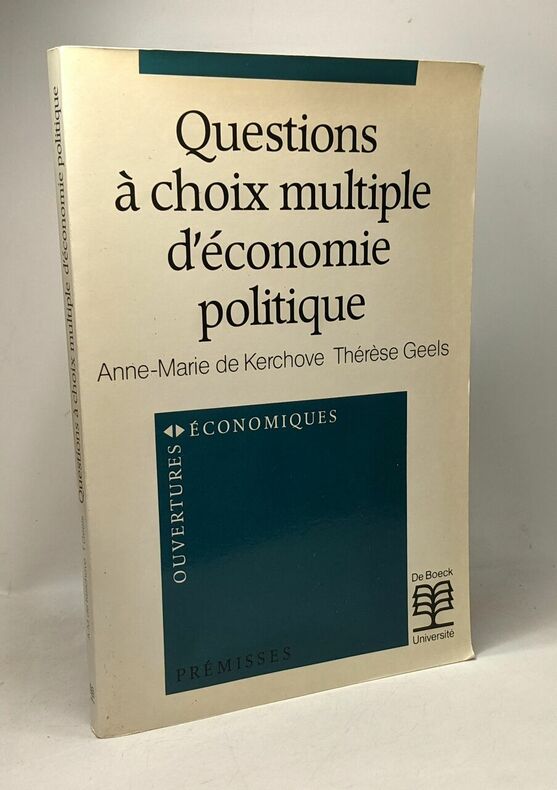 Questions
à choix multiple
d'économie
politique
Anne-Marie de Kerchove Thérèse Geels
ÉCONOMIQUES
OUVERTURES
PRÉMISSES
De Boeck
Université
Questions à choix multiple d'économie politique